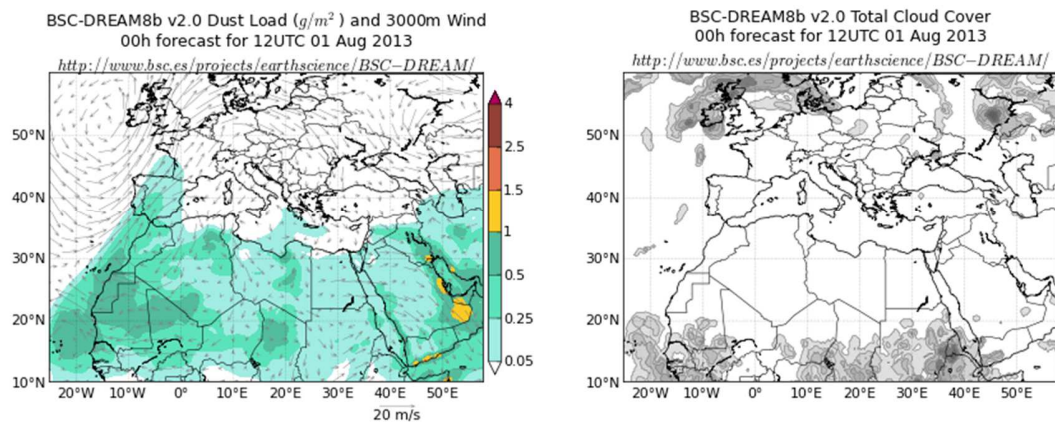 BSC-DREAM8b v2.0 Dust Load (g/m²) and 3000m Wind
00h forecast for 12UTC 01 Aug 2013
http://www.bsc.es/projects/earthscience/BSC−DREAM/
50°N
40°N
30°N
20°N
10°N
20°W
10°W
0°
10°E
20°E
30°E
40°E
50°E
20 m/s
4
2.5
1.5
1
0.5
0.25
0.05
BSC-DREAM8b v2.0 Total Cloud Cover
00h forecast for 12UTC 01 Aug 2013
http://www.bsc.es/projects/earthscience/BSC−DREAM/
50°N
40°N
30°N
20°N
10°N
20°W
10°W
0°
10°E
20°E
30°E
40°E
50°E